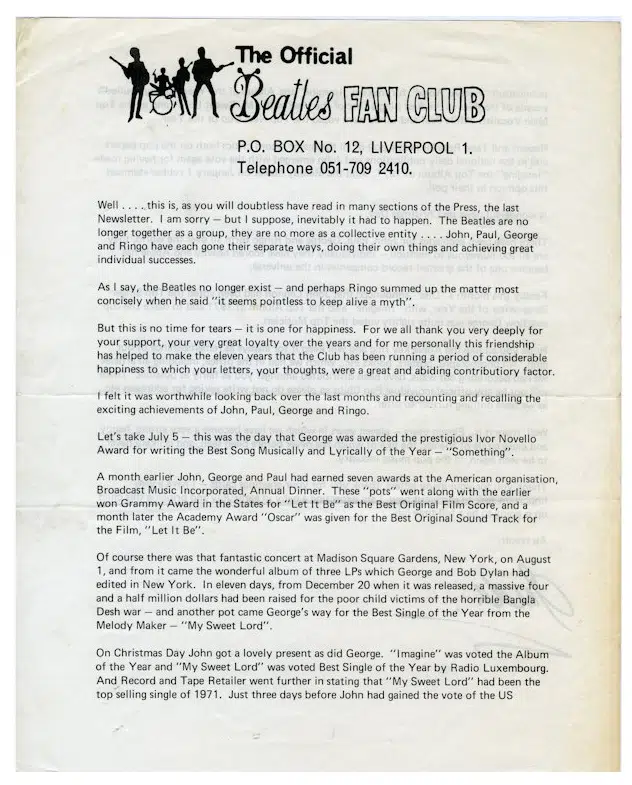 The Official
Beatles FAN CLUB
P.O. BOX No. 12, LIVERPOOL 1.
Telephone 051-709 2410.
Well . . . . this is, as you will doubtless have read in many sections of the Press, the last
Newsletter. I am sorry – but I suppose, inevitably it had to happen. The Beatles are no
longer together as a group, they are no more as a collective entity . . . . John, Paul, George
and Ringo have each gone their separate ways, doing their own things and achieving great
individual successes.
As I say, the Beatles no longer exist – and perhaps Ringo summed up the matter most
concisely when he said "it seems pointless to keep alive a myth".
But this is no time for tears – it is one for happiness. For we all thank you very deeply for
your support, your very great loyalty over the years and for me personally this friendship
has helped to make the eleven years that the Club has been running a period of considerable
happiness to which your letters, your thoughts, were a great and abiding contributiory factor.
I felt it was worthwhile looking back over the last months and recounting and recalling the
exciting achievements of John, Paul, George and Ringo.
Let's take July 5 – this was the day that George was awarded the prestigious Ivor Novello
Award for writing the Best Song Musically and Lyrically of the Year – "Something".
A month earlier John, George and Paul had earned seven awards at the American organisation,
Broadcast Music Incorporated, Annual Dinner. These "pots" went along with the earlier
won Grammy Award in the States for "Let It Be" as the Best Original Film Score, and a
month later the Academy Award "Oscar" was given for the Best Original Sound Track for
the Film, "Let It Be".
Of course there was that fantastic concert at Madison Square Gardens, New York, on August
1, and from it came the wonderful album of three LPs which George and Bob Dylan had
edited in New York. In eleven days, from December 20 when it was released, a massive four
and a half million dollars had been raised for the poor child victims of the horrible Bangla
Desh war – and another pot came George's way for the Best Single of the Year from the
Melody Maker – "My Sweet Lord".
On Christmas Day John got a lovely present as did George. "Imagine" was voted the Album
of the Year and "My Sweet Lord" was voted Best Single of the Year by Radio Luxembourg.
And Record and Tape Retailer went further in stating that "My Sweet Lord" had been the
top selling single of 1971. Just three days before John had gained the vote of the US